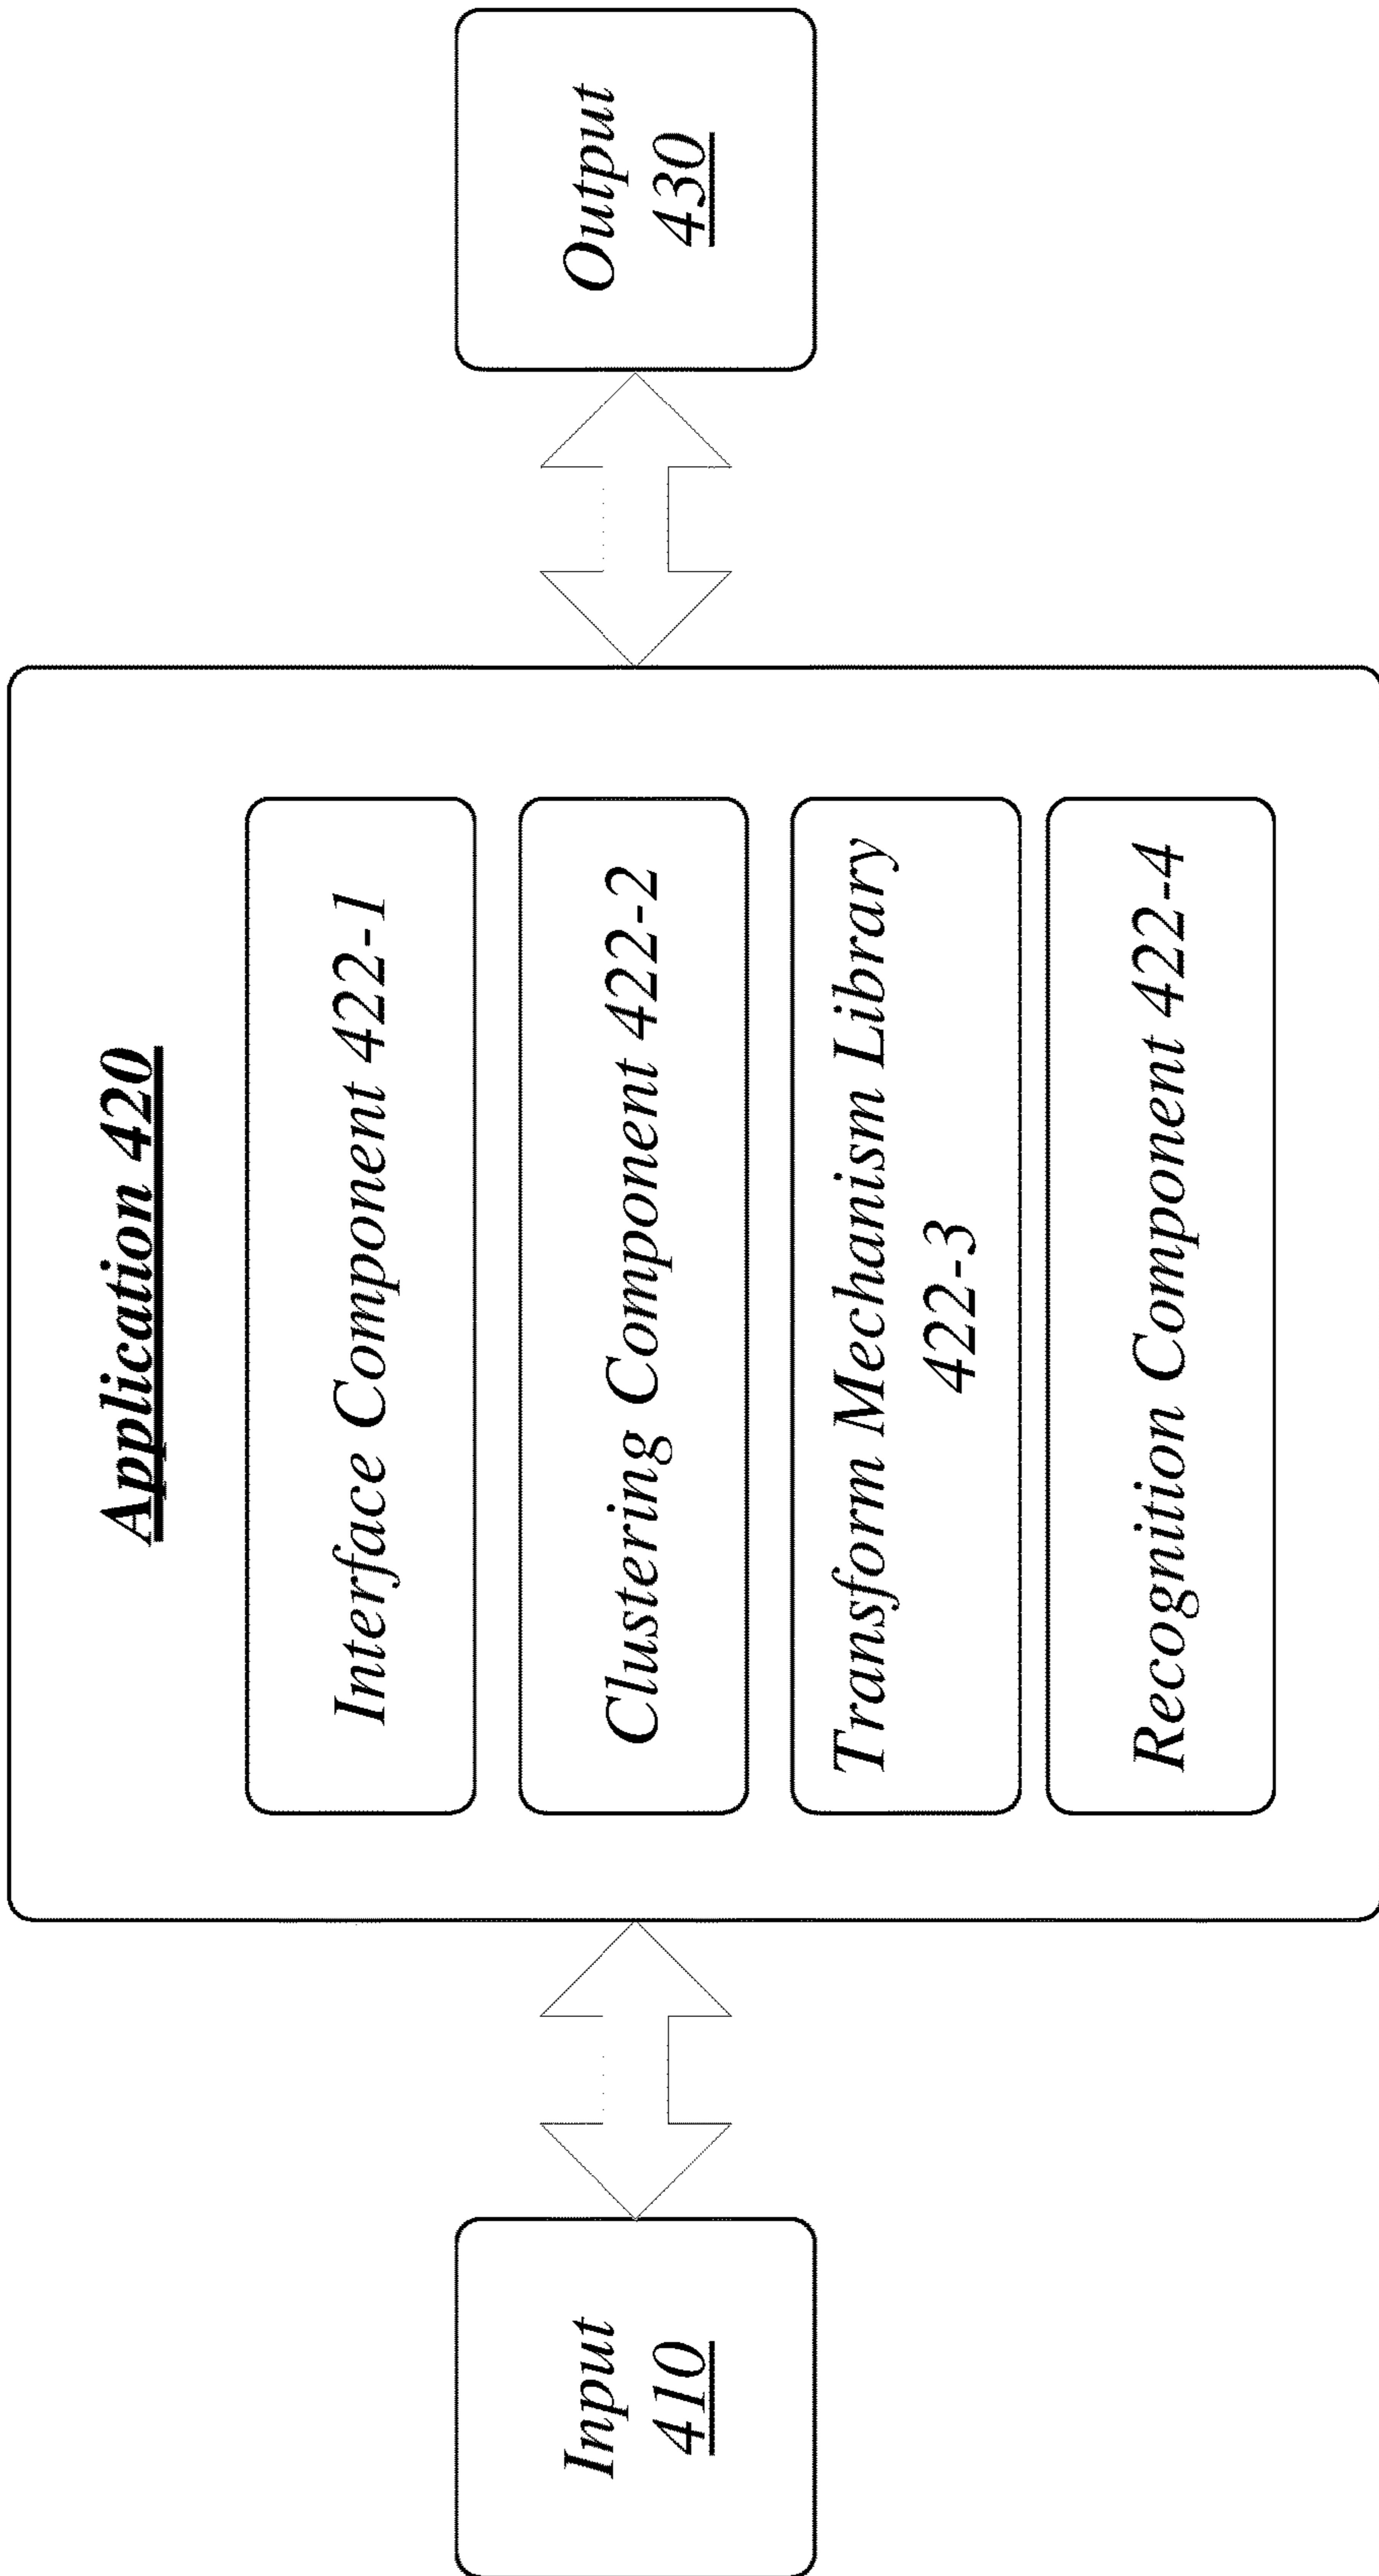 Input
410
Application 420
Interface Component 422-1
Clustering Component 422-2
Transform Mechanism Library
422-3
Recognition Component 422-4
Output
430